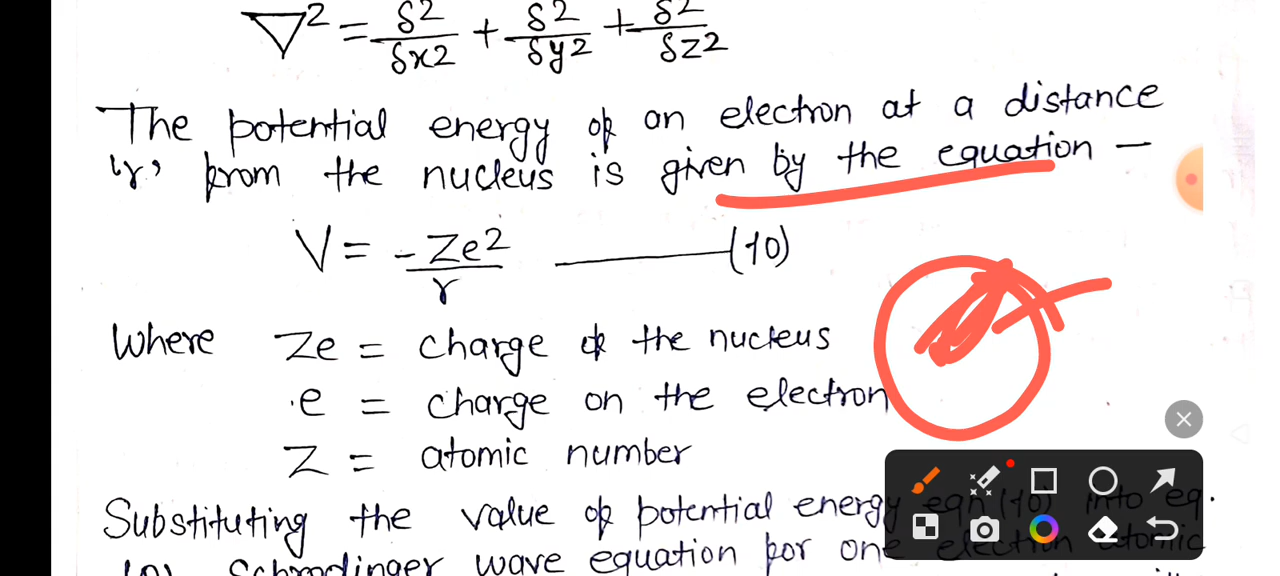 ∇² = δ2/δx2 + δ2/δy2 + δ2/δz2
The potential energy of an electron at a distance
'r' from the nucleus is given by the equation —
V = -Ze2/r ———(10)
Where Ze = charge of the nucleus
e = charge on the electron
Z = atomic number
Substituting the value of potential energy eqn (10) into eq.
(9), Schrodinger wave equation for one electron atomic